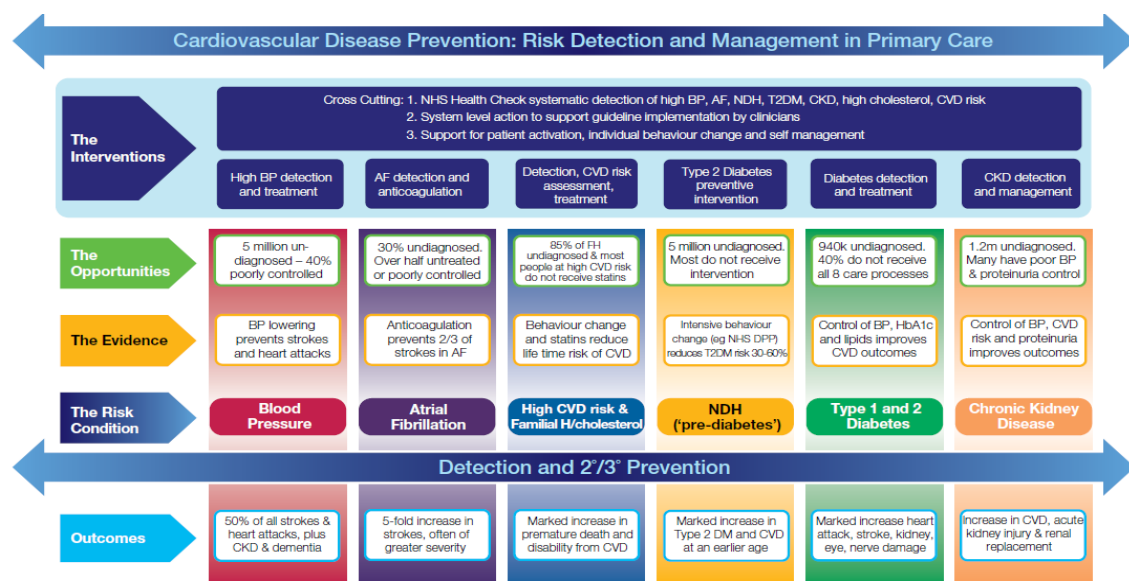 Cardiovascular Disease Prevention: Risk Detection and Management in Primary Care
The
Interventions
Cross Cutting: 1. NHS Health Check systematic detection of high BP, AF, NDH, T2DM, CKD, high cholesterol, CVD risk
2. System level action to support guideline implementation by clinicians
3. Support for patient activation, individual behaviour change and self management
High BP detection
and treatment
AF detection and
anticoagulation
Detection, CVD risk
assessment,
treatment
Type 2 Diabetes
preventive
intervention
Diabetes detection
and treatment
CKD detection
and management
The
Opportunities
5 million un-
diagnosed – 40%
poorly controlled
30% undiagnosed.
Over half untreated
or poorly controlled
85% of FH
undiagnosed & most
people at high CVD risk
do not receive statins
5 million undiagnosed.
Most do not receive
intervention
940k undiagnosed.
40% do not receive
all 8 care processes
1.2m undiagnosed.
Many have poor BP
& proteinuria control
The Evidence
BP lowering
prevents strokes
and heart attacks
Anticoagulation
prevents 2/3 of
strokes in AF
Behaviour change
and statins reduce
life time risk of CVD
Intensive behaviour
change (eg NHS DPP)
reduces T2DM risk 30-60%
Control of BP, HbA1c
and lipids improves
CVD outcomes
Control of BP, CVD
risk and proteinuria
improves outcomes
The Risk
Condition
Blood
Pressure
Atrial
Fibrillation
High CVD risk &
Familial H/cholesterol
NDH
(‘pre-diabetes’)
Type 1 and 2
Diabetes
Chronic Kidney
Disease
Detection and 2°/3° Prevention
Outcomes
50% of all strokes &
heart attacks, plus
CKD & dementia
5-fold increase in
strokes, often of
greater severity
Marked increase in
premature death and
disability from CVD
Marked increase in
Type 2 DM and CVD
at an earlier age
Marked increase heart
attack, stroke, kidney,
eye, nerve damage
Increase in CVD, acute
kidney injury & renal
replacement